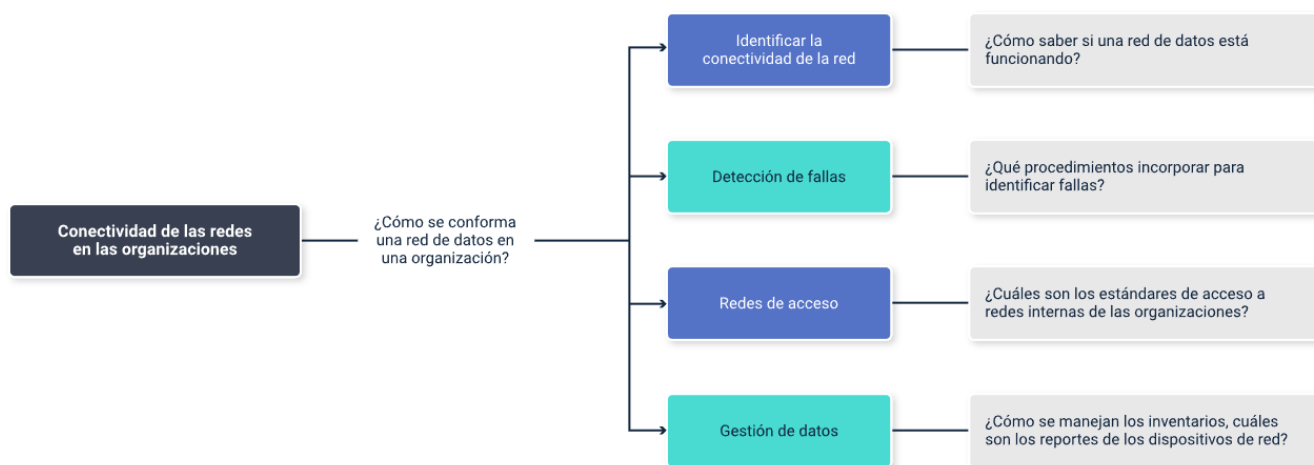 Conectividad de las redes
en las organizaciones
¿Cómo se conforma
una red de datos en
una organización?
Identificar la
conectividad de la red
¿Cómo saber si una red de datos está
funcionando?
Detección de fallas
¿Qué procedimientos incorporar para
identificar fallas?
Redes de acceso
¿Cuáles son los estándares de acceso a
redes internas de las organizaciones?
Gestión de datos
¿Cómo se manejan los inventarios, cuáles
son los reportes de los dispositivos de red?